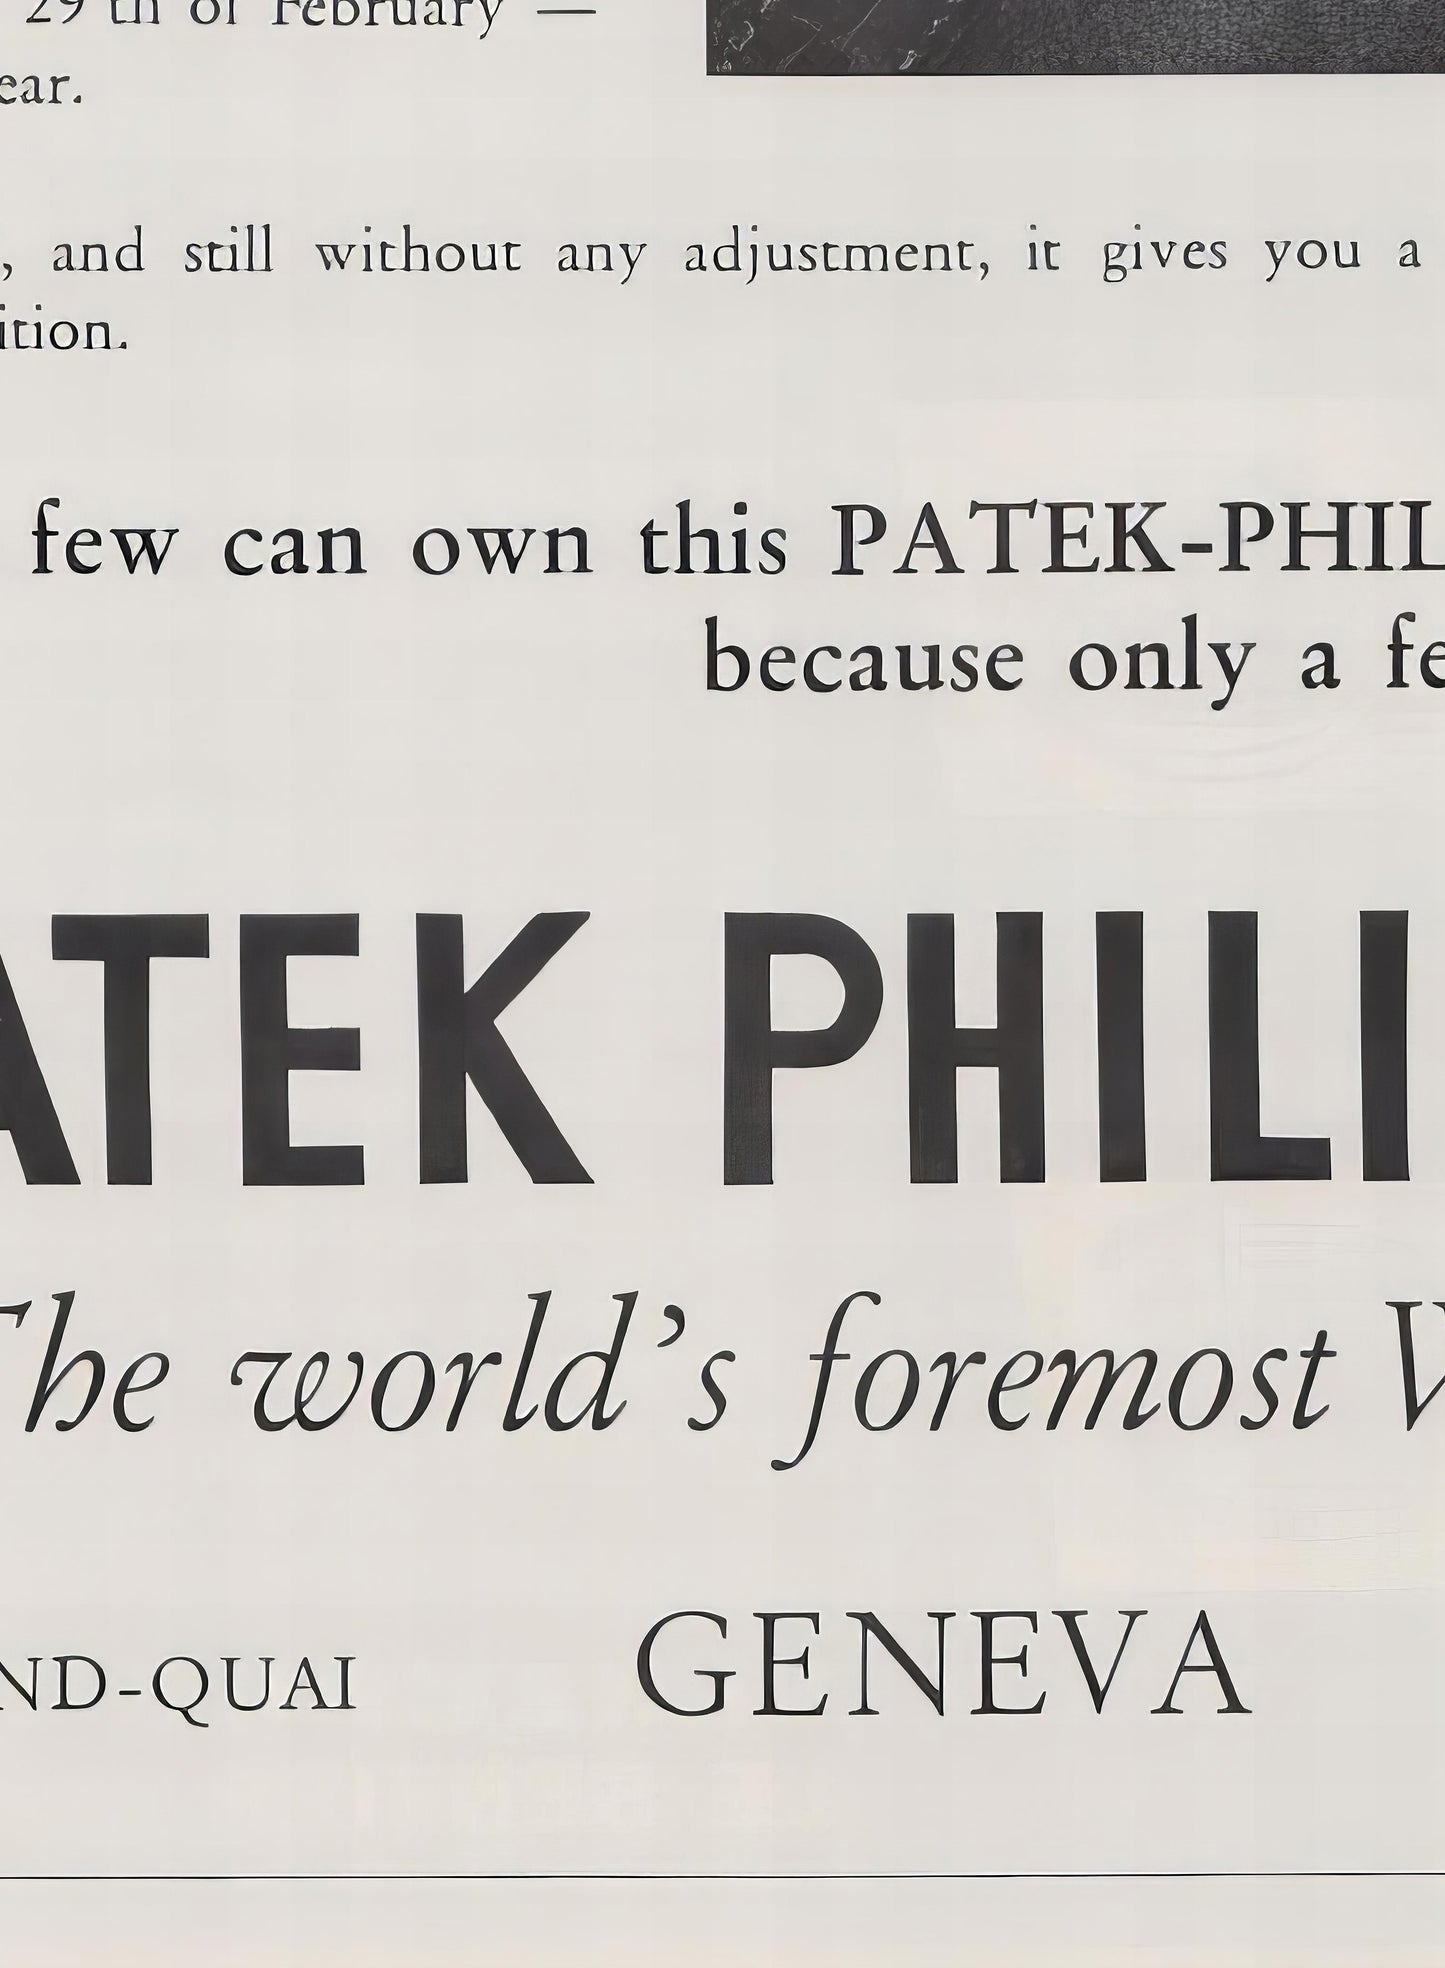 29 th of February —
ear.
, and still without any adjustment, it gives you a
ition.
few can own this PATEK-PHIL
because only a fe
ATEK PHILI
The world's foremost W
ND-QUAI GENEVA